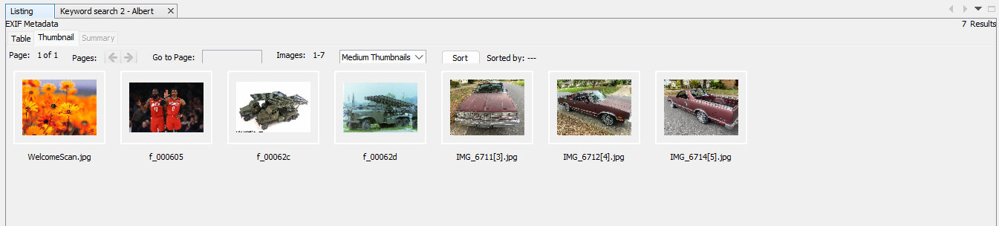 Listing Keyword search 2 - Albert
EXIF Metadata 7 Results
Table Thumbnail Summary
Page: 1 of 1 Pages: Go to Page: Images: 1-7 Medium Thumbnails Sort Sorted by: ---
WelcomeScan.jpg f_000605 f_00062c f_00062d IMG_6711[3].jpg IMG_6712[4].jpg IMG_6714[5].jpg